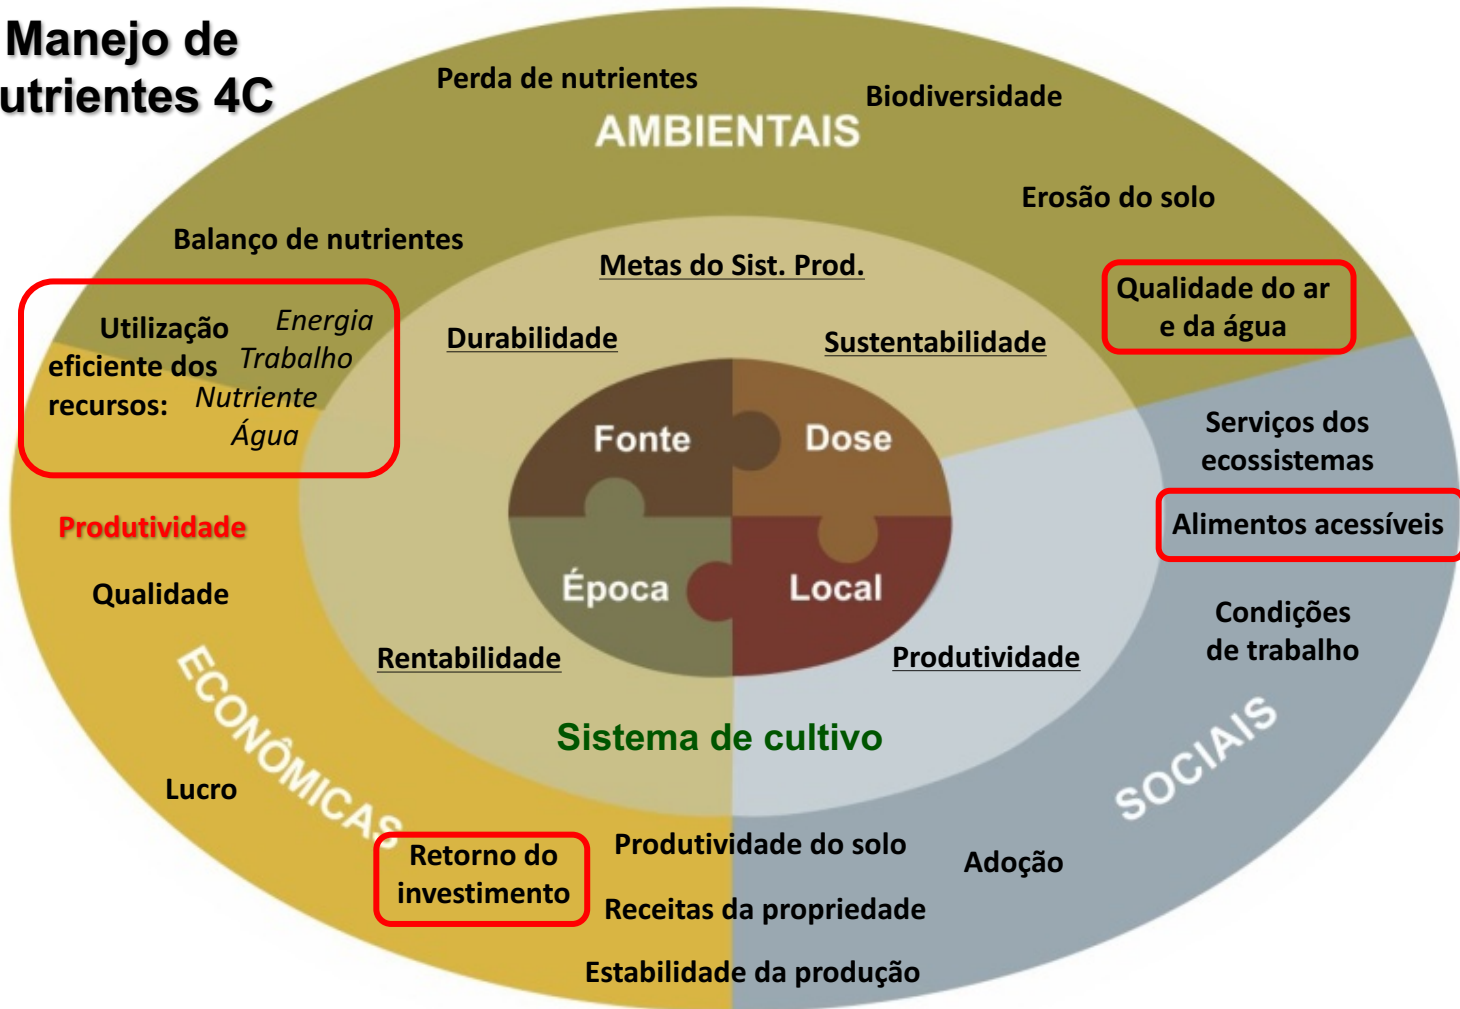 Manejo de
utrientes 4C
Perda de nutrientes
Biodiversidade
AMBIENTAIS
Erosão do solo
Balanço de nutrientes
Metas do Sist. Prod.
Qualidade do ar
e da água
Utilização Energia
eficiente dos Trabalho
recursos: Nutriente
Água
Durabilidade
Sustentabilidade
Fonte
Dose
Serviços dos
ecossistemas
Produtividade
Alimentos acessíveis
Qualidade
Época
Local
Condições
de trabalho
Rentabilidade
Produtividade
ECONÔMICAS
Sistema de cultivo
SOCIAIS
Lucro
Retorno do
investimento
Produtividade do solo
Adoção
Receitas da propriedade
Estabilidade da produção